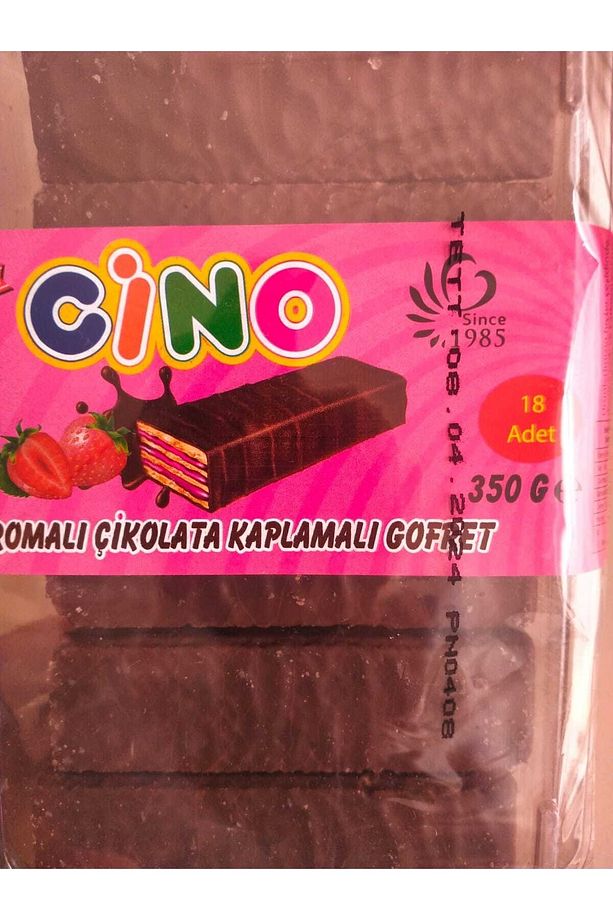 CiNO
Since
1985
18
Adet
350 G e
ROMALI ÇİKOLATA KAPLAMALI GOFRET
TETT 08.04.2024 PN0408